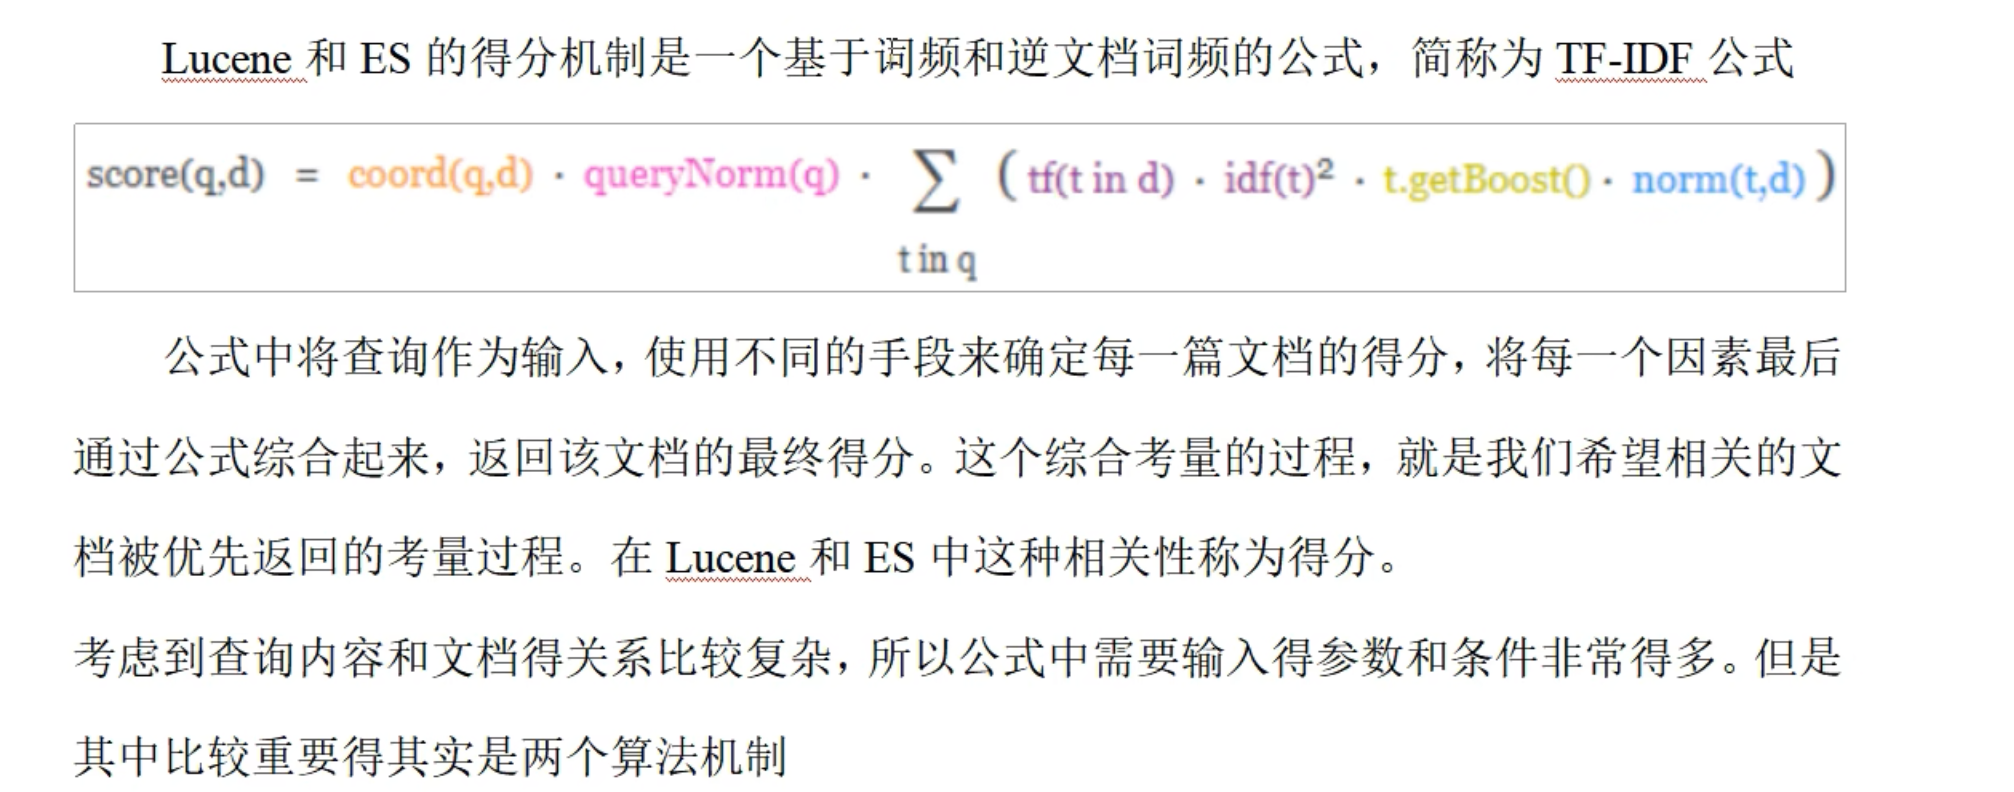 Lucene 和 ES 的得分机制是一个基于词频和逆文档词频的公式，简称为 TF-IDF 公式
score(q,d) = coord(q,d) · queryNorm(q) · ∑ ( tf(t in d) · idf(t)² · t.getBoost() · norm(t,d) )
t in q
公式中将查询作为输入，使用不同的手段来确定每一篇文档的得分，将每一个因素最后
通过公式综合起来，返回该文档的最终得分。这个综合考量的过程，就是我们希望相关的文
档被优先返回的考量过程。在 Lucene 和 ES 中这种相关性称为得分。
考虑到查询内容和文档得关系比较复杂，所以公式中需要输入得参数和条件非常得多。但是
其中比较重要得其实是两个算法机制